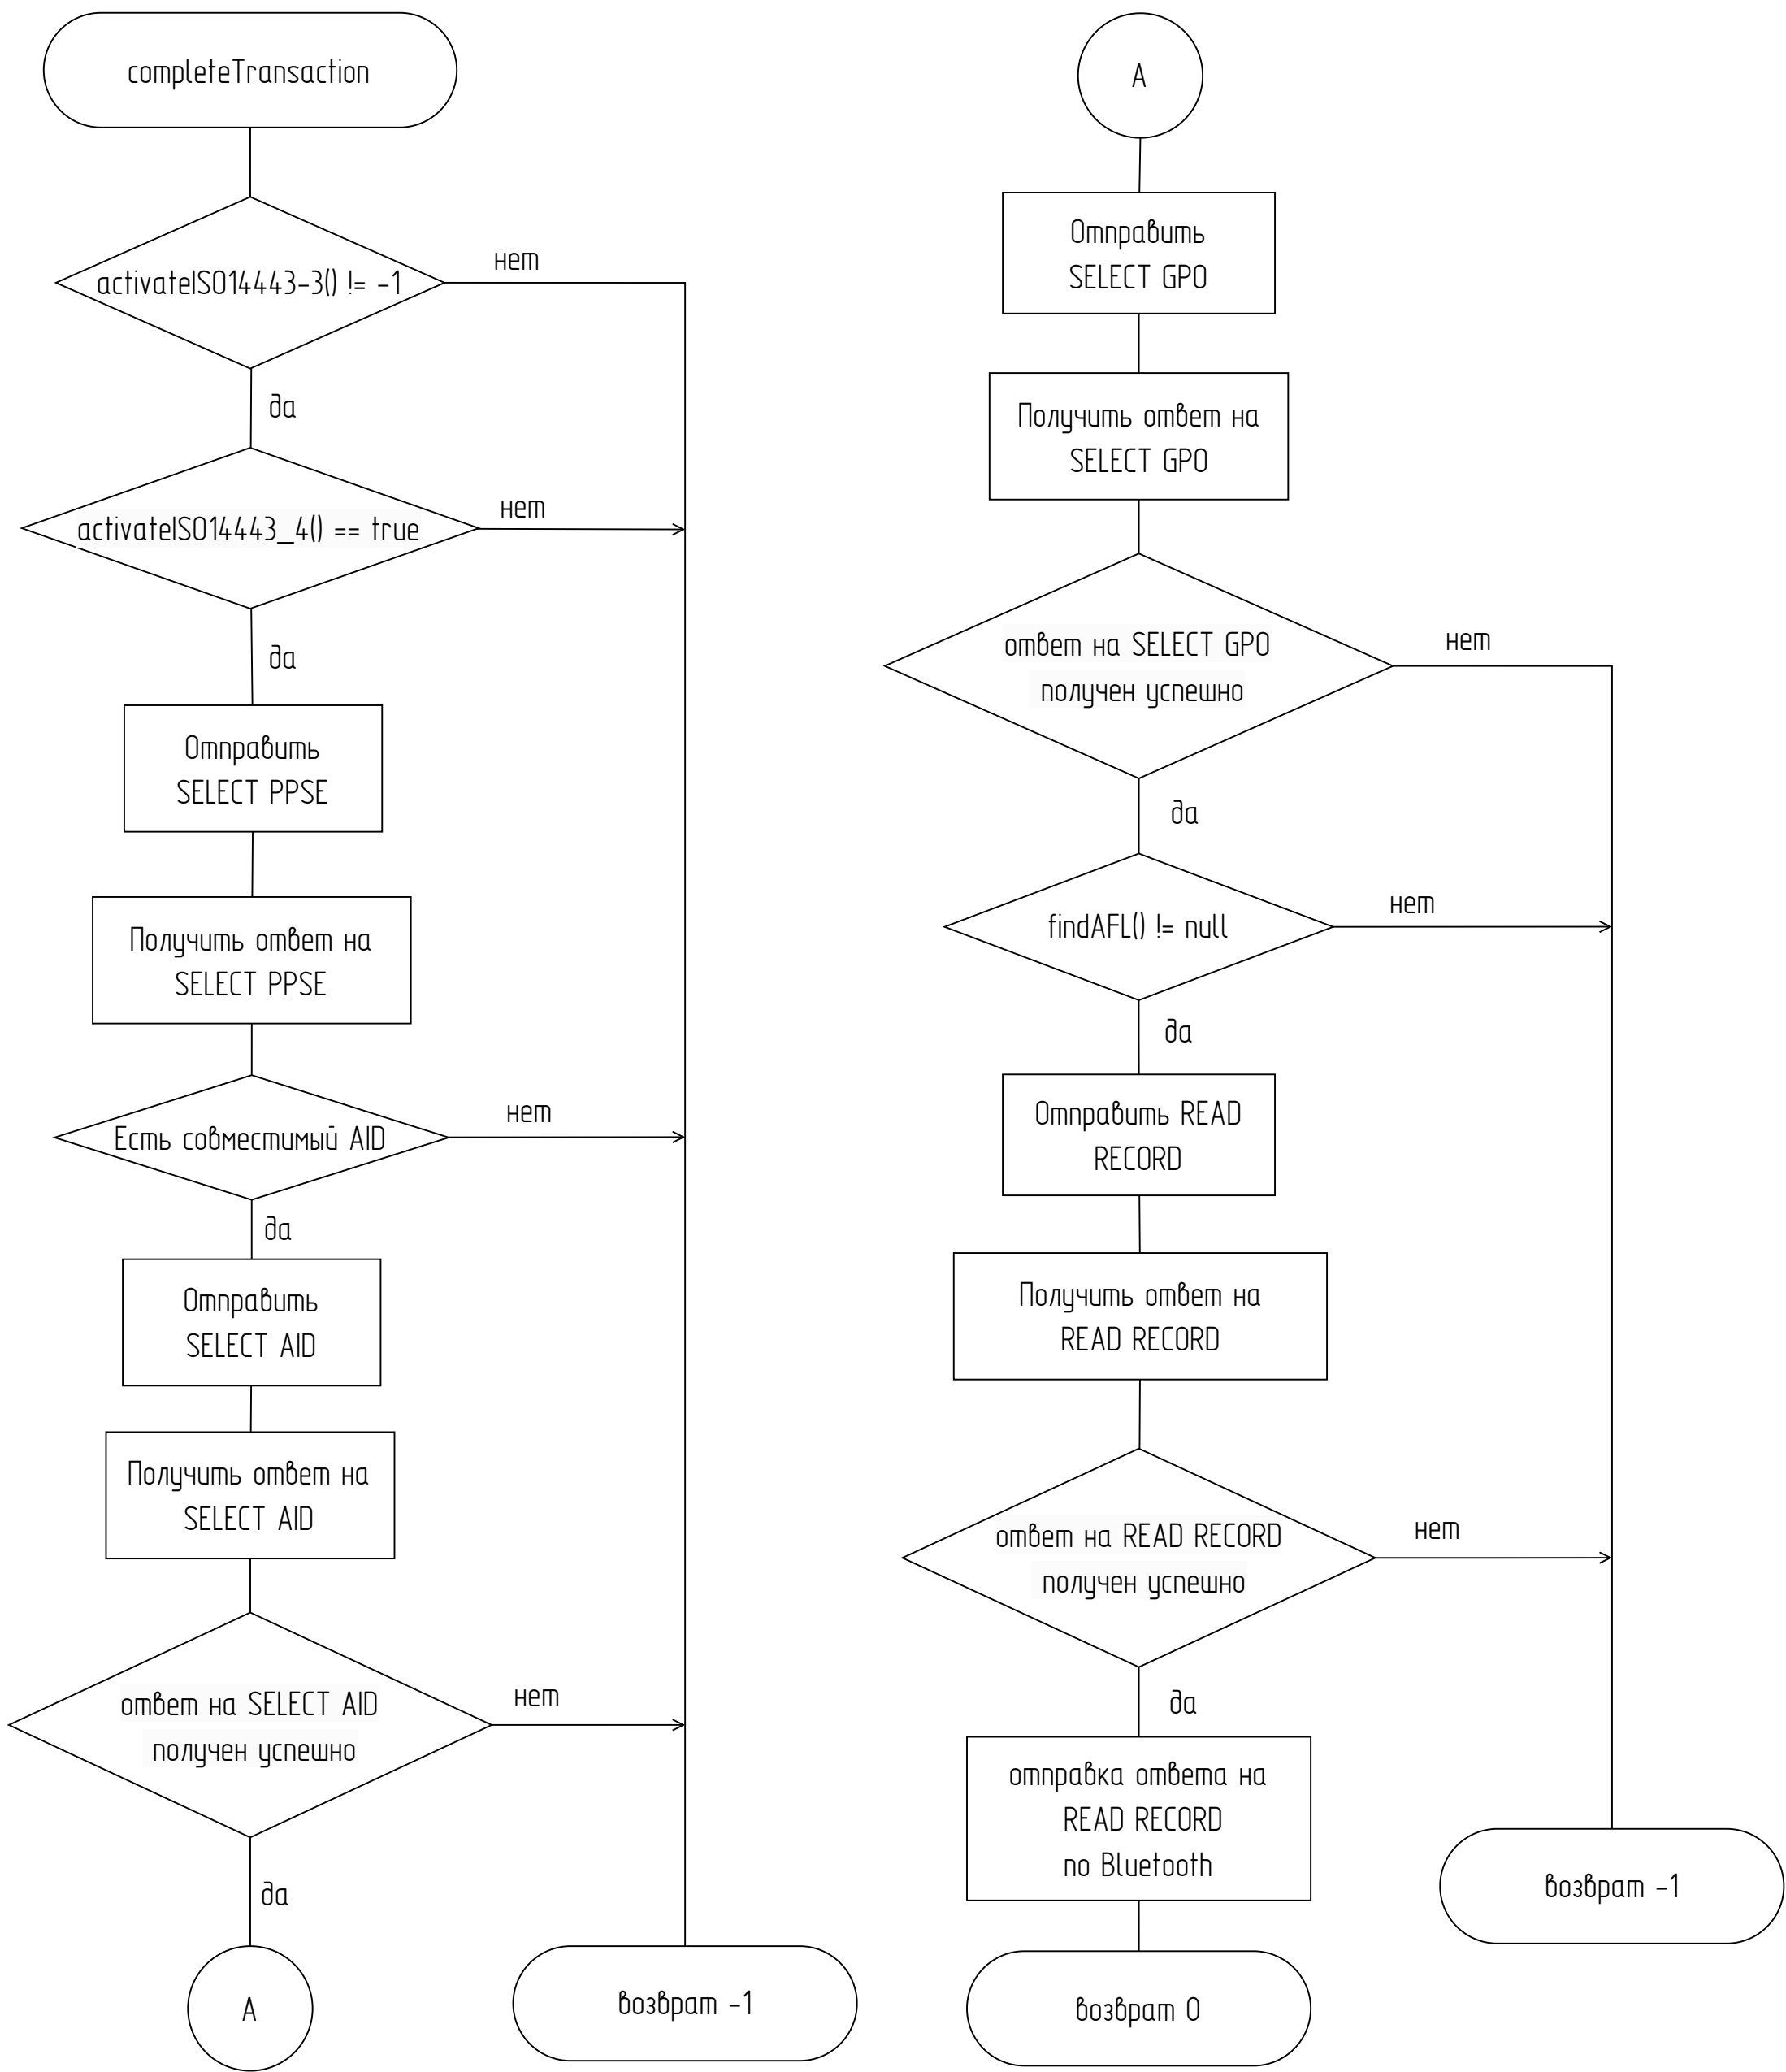 completeTransaction
activateISO14443-3() != -1
нет
да
activateISO14443_4() == true
нет
да
Отправить
SELECT PPSE
Получить ответ на
SELECT PPSE
Есть совместимый AID
нет
да
Отправить
SELECT AID
Получить ответ на
SELECT AID
ответ на SELECT AID
получен успешно
нет
да
A
возврат -1
A
Отправить
SELECT GPO
Получить ответ на
SELECT GPO
ответ на SELECT GPO
получен успешно
нет
да
findAFL() != null
нет
да
Отправить READ
RECORD
Получить ответ на
READ RECORD
ответ на READ RECORD
получен успешно
нет
да
отправка ответа на
READ RECORD
по Bluetooth
возврат -1
возврат 0